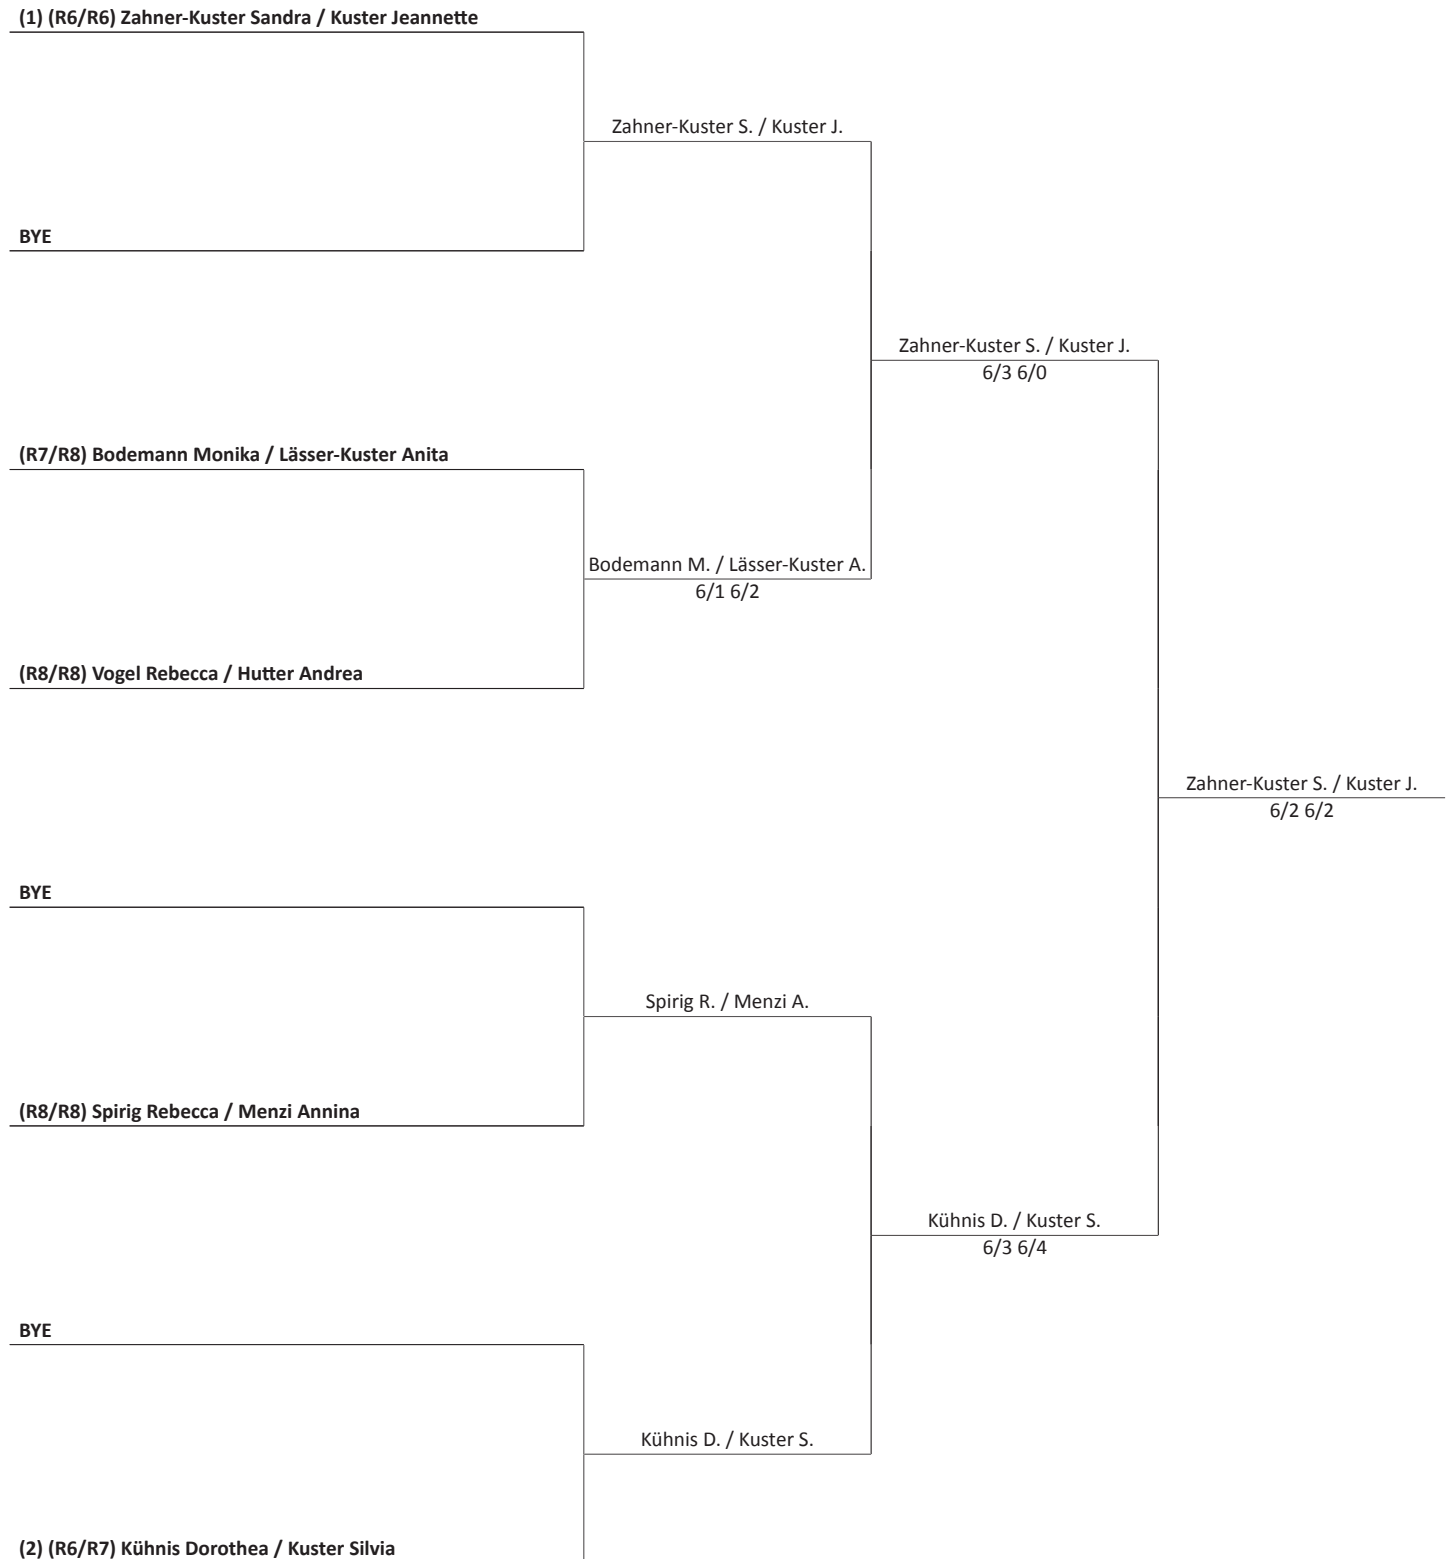 (1) (R6/R6) Zahner-Kuster Sandra / Kuster Jeannette
Zahner-Kuster S. / Kuster J.
BYE
Zahner-Kuster S. / Kuster J.
6/3 6/0
(R7/R8) Bodemann Monika / Lässer-Kuster Anita
Bodemann M. / Lässer-Kuster A.
6/1 6/2
(R8/R8) Vogel Rebecca / Hutter Andrea
Zahner-Kuster S. / Kuster J.
6/2 6/2
BYE
Spirig R. / Menzi A.
(R8/R8) Spirig Rebecca / Menzi Annina
Kühnis D. / Kuster S.
6/3 6/4
BYE
Kühnis D. / Kuster S.
(2) (R6/R7) Kühnis Dorothea / Kuster Silvia